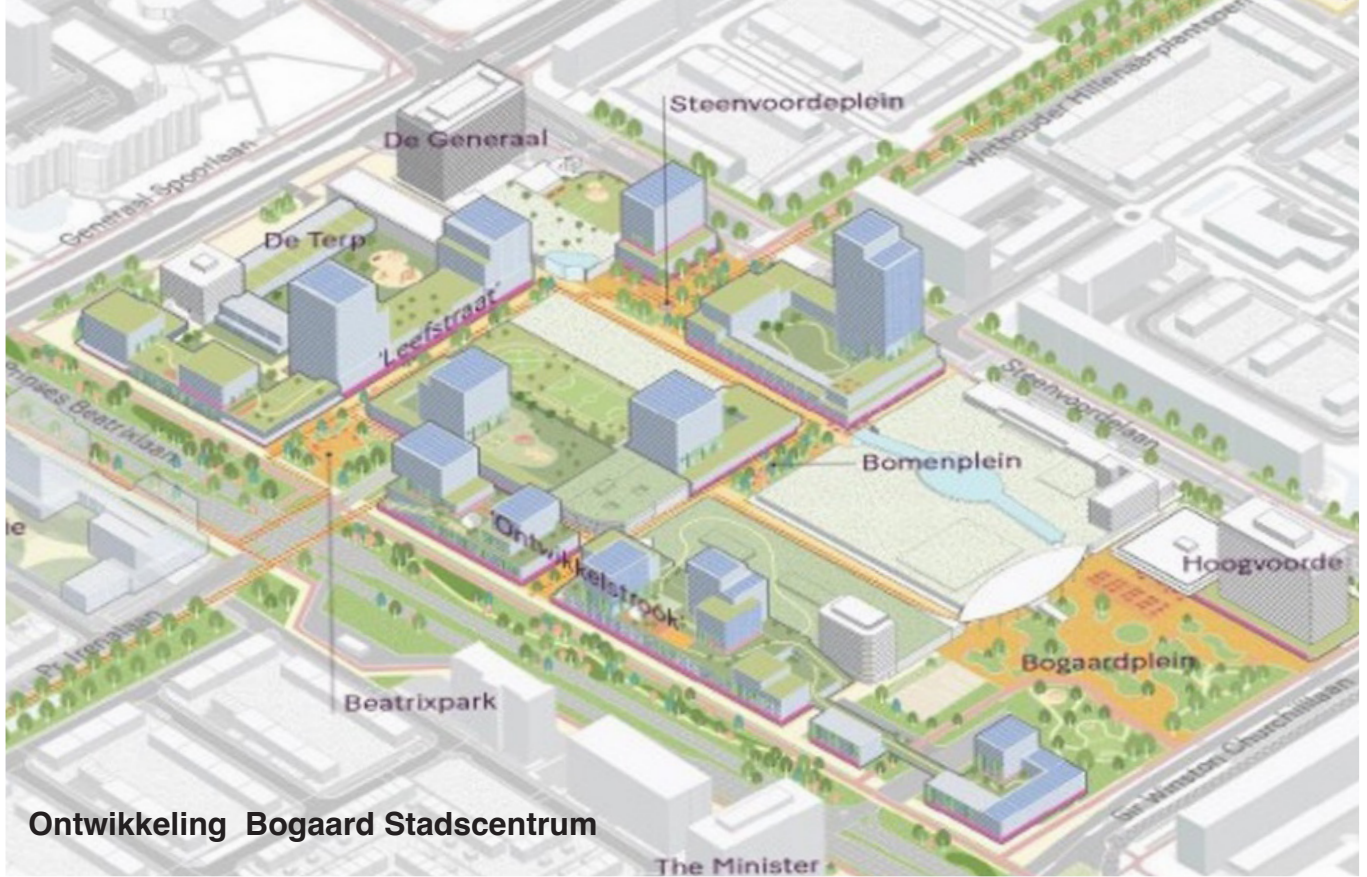 Steenvoordeplein
De Generaal
Wethouder Hillenaarplantsoen
Generaal Spoorlaan
De Terp
'Leefstraat'
Steenvoordelaan
Prinses Beatrixlaan
Bomenplein
'Ontwikkelstrook'
Hoogvoorde
ie
Pr. Irenelaan
Bogaardplein
Beatrixpark
Sir Winston Churchilllaan
Ontwikkeling Bogaard Stadscentrum
The Minister